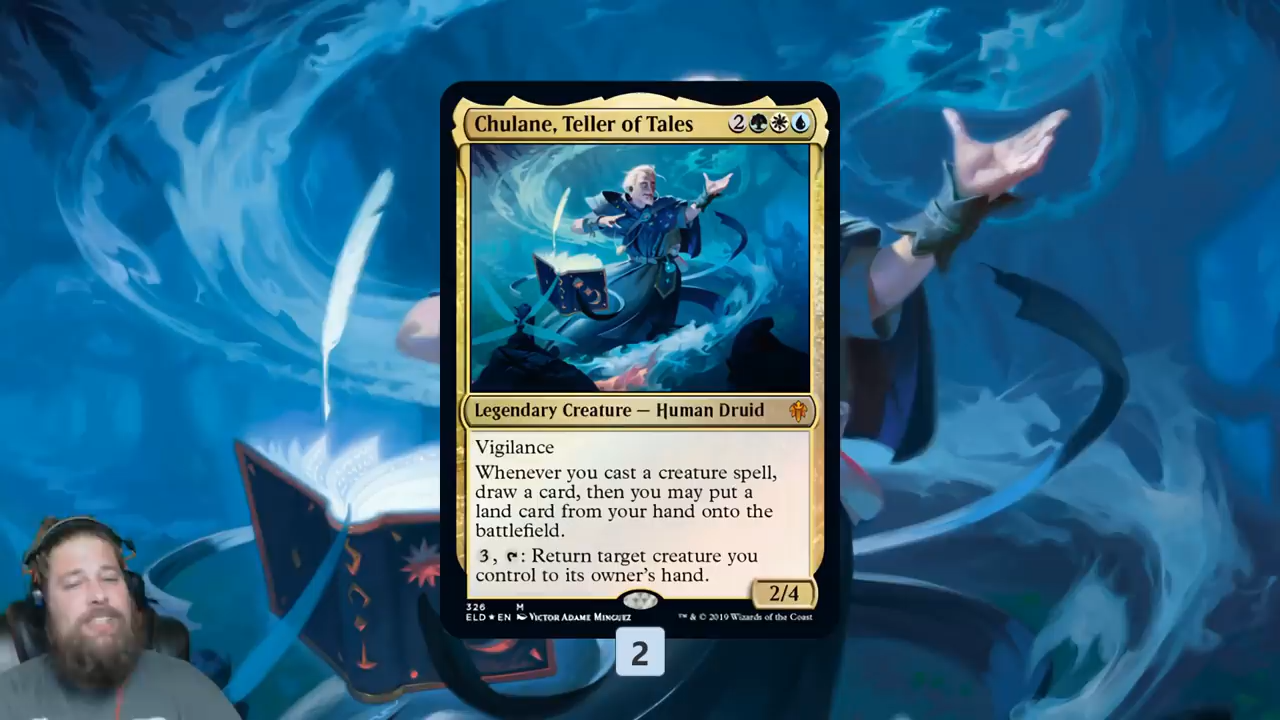 Chulane, Teller of Tales 2
Legendary Creature — Human Druid
Vigilance
Whenever you cast a creature spell,
draw a card, then you may put a
land card from your hand onto the
battlefield.
3, : Return target creature you
control to its owner's hand.
2/4
326 M
ELD ★ EN Victor Adame Minguez ™ & © 2019 Wizards of the Coast
2